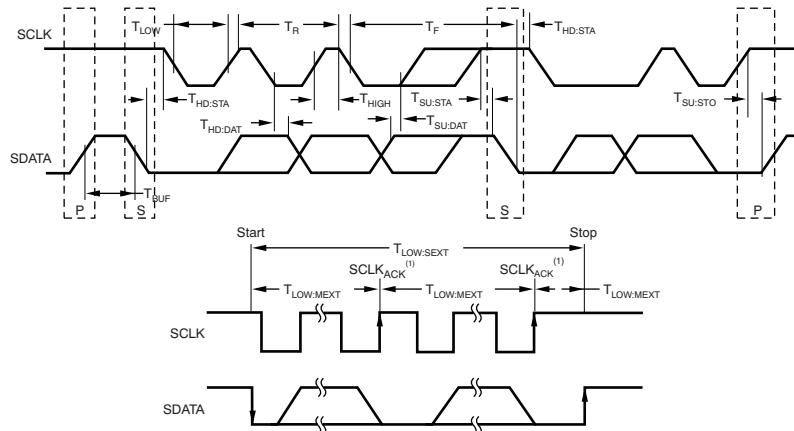 T_LOW T_R T_F T_HD:STA
SCLK
T_HD:STA T_HIGH T_SU:STA T_SU:STO
T_HD:DAT T_SU:DAT
SDATA
T_BUF
P S S P
Start Stop
T_LOW:SEXT
SCLK_ACK(1) SCLK_ACK(1)
T_LOW:MEXT T_LOW:MEXT T_LOW:MEXT
SCLK
SDATA